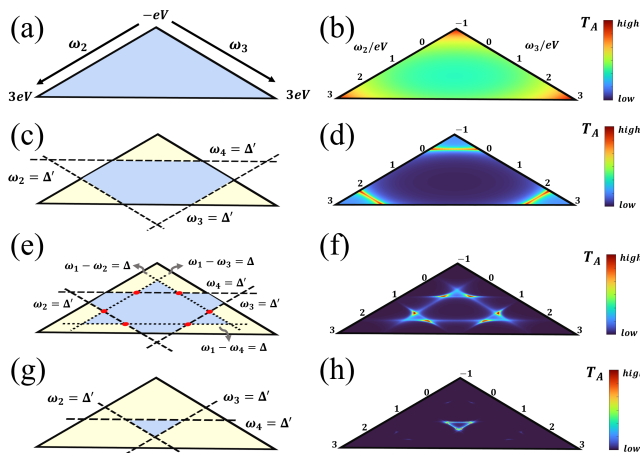 (a)
−eV
ω₂
ω₃
3eV
3eV
(b)
−1
ω₂/eV
ω₃/eV
0
0
1
1
2
2
3
3
T_A
high
low
(c)
ω₄ = Δ′
ω₂ = Δ′
ω₃ = Δ′
(d)
−1
0
0
1
1
2
2
3
3
T_A
high
low
(e)
ω₁ − ω₂ = Δ
ω₁ − ω₃ = Δ
ω₄ = Δ′
ω₂ = Δ′
ω₃ = Δ′
ω₁ − ω₄ = Δ
(f)
−1
0
0
1
1
2
2
3
3
T_A
high
low
(g)
ω₂ = Δ′
ω₃ = Δ′
ω₄ = Δ′
(h)
−1
0
0
1
1
2
2
3
3
T_A
high
low